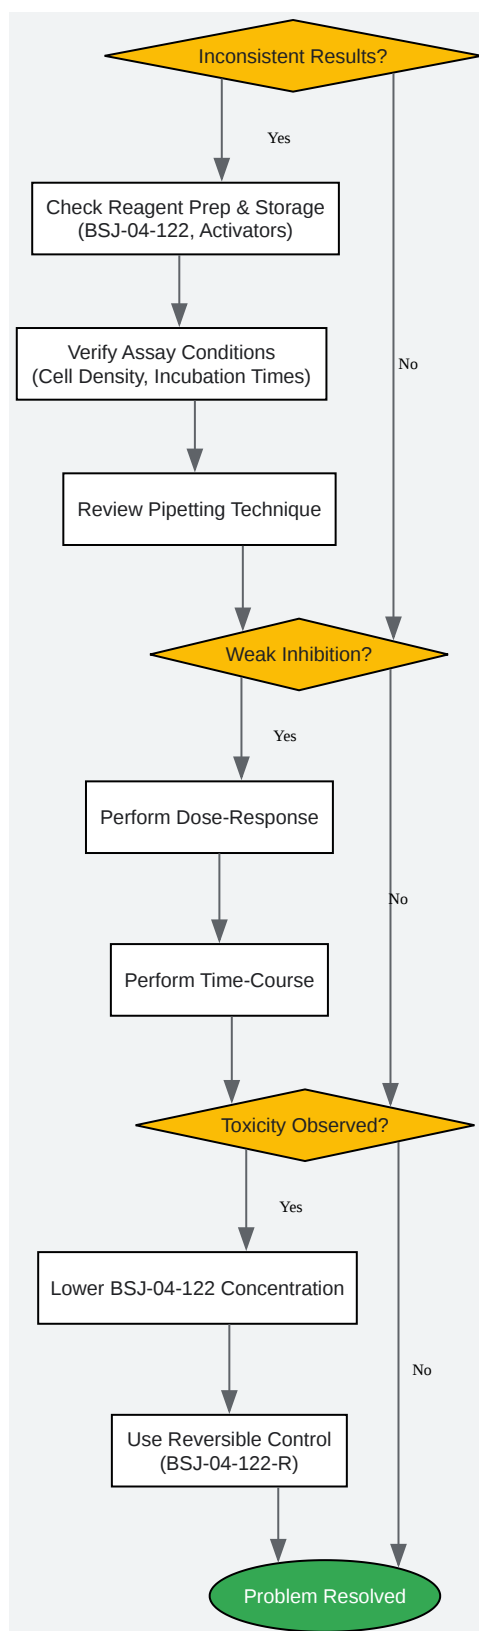 Inconsistent Results?
Yes
Check Reagent Prep & Storage
(BSJ-04-122, Activators)
Verify Assay Conditions
(Cell Density, Incubation Times)
No
Review Pipetting Technique
Weak Inhibition?
Yes
Perform Dose-Response
No
Perform Time-Course
Toxicity Observed?
Yes
Lower BSJ-04-122 Concentration
No
Use Reversible Control
(BSJ-04-122-R)
Problem Resolved